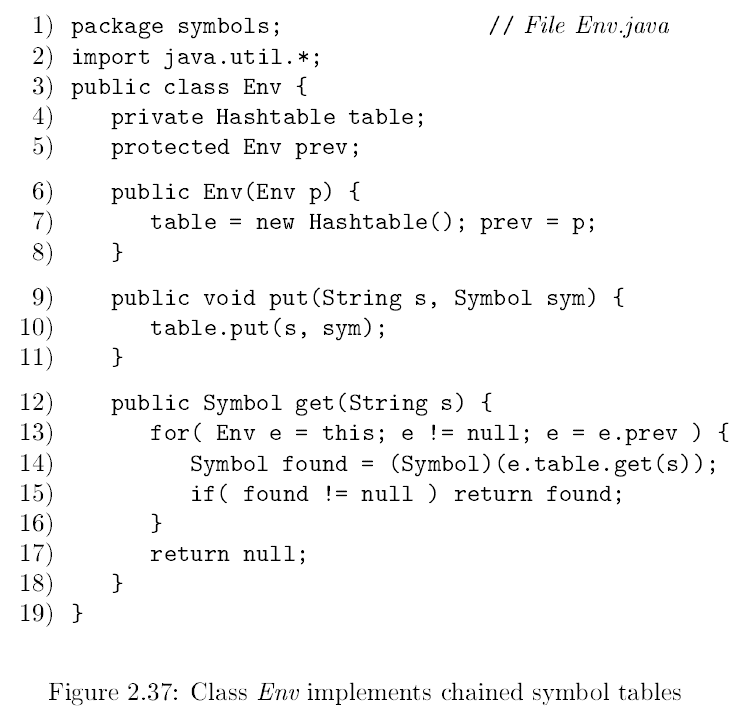 1) package symbols; // File Env.java
2) import java.util.*;
3) public class Env {
4) private Hashtable table;
5) protected Env prev;
6) public Env(Env p) {
7) table = new Hashtable(); prev = p;
8) }
9) public void put(String s, Symbol sym) {
10) table.put(s, sym);
11) }
12) public Symbol get(String s) {
13) for( Env e = this; e != null; e = e.prev ) {
14) Symbol found = (Symbol)(e.table.get(s));
15) if( found != null ) return found;
16) }
17) return null;
18) }
19) }
Figure 2.37: Class Env implements chained symbol tables